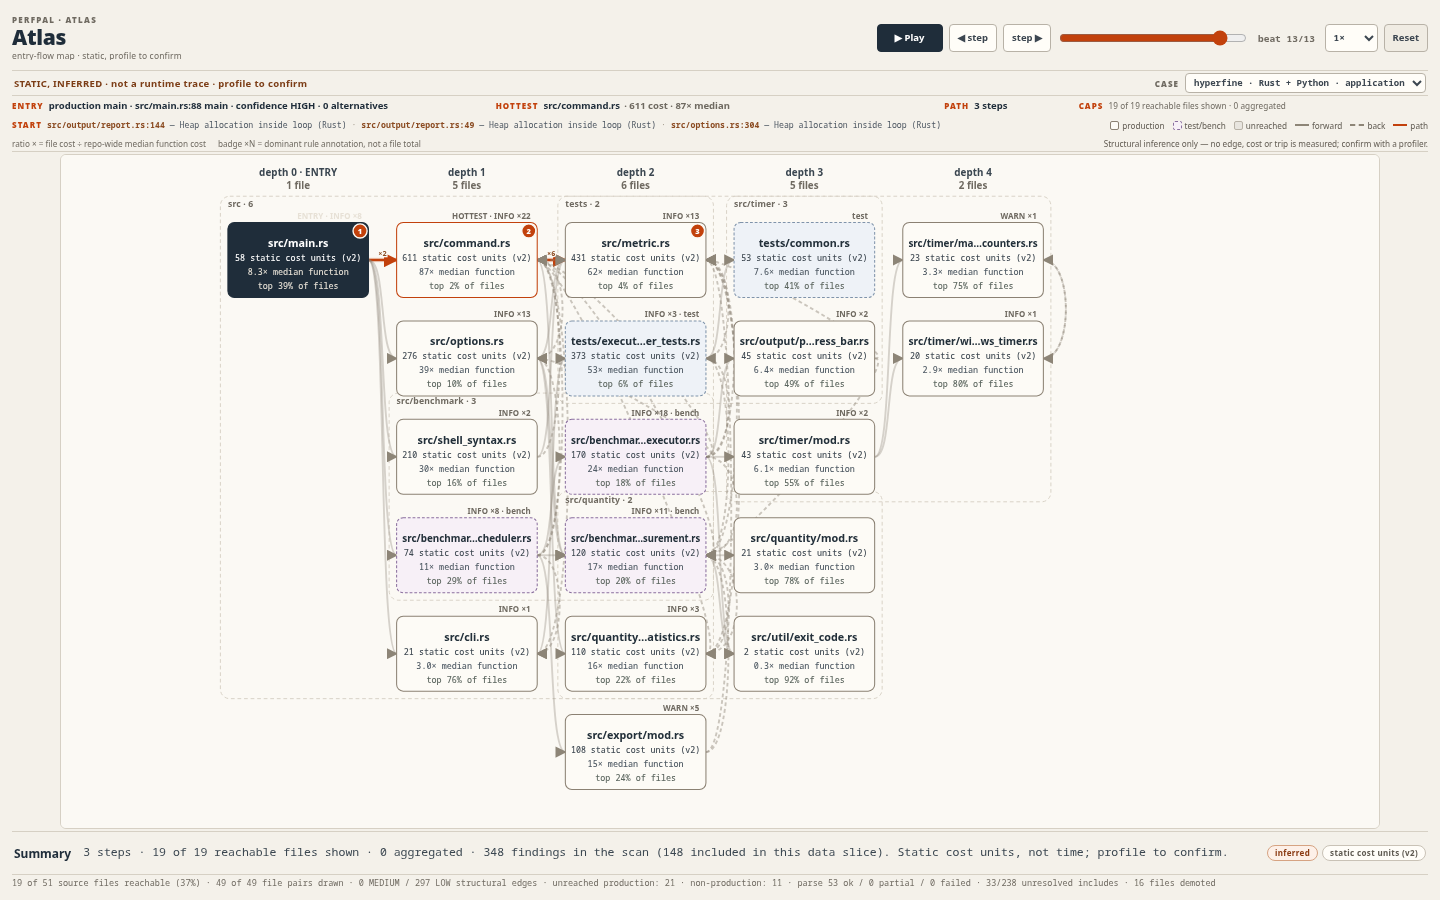 PERFPAL · ATLAS
Atlas
entry-flow map · static, profile to confirm
▶ Play
◀ step
step ▶
beat 13/13
1×
Reset
STATIC, INFERRED · not a runtime trace · profile to confirm
CASE hyperfine · Rust + Python · application
ENTRY production main · src/main.rs:88 main · confidence HIGH · 0 alternatives
HOTTEST src/command.rs · 611 cost · 87× median
PATH 3 steps
CAPS 19 of 19 reachable files shown · 0 aggregated
START src/output/report.rs:144 — Heap allocation inside loop (Rust) · src/output/report.rs:49 — Heap allocation inside loop (Rust) · src/options.rs:304 — Heap allocation inside loop (Rust)
production test/bench unreached forward back path
ratio × = file cost ÷ repo-wide median function cost badge ×N = dominant rule annotation, not a file total
Structural inference only — no edge, cost or trip is measured; confirm with a profiler.
depth 0 · ENTRY
1 file
depth 1
5 files
depth 2
6 files
depth 3
5 files
depth 4
2 files
src · 6
tests · 2
src/timer · 3
src/benchmark · 3
src/quantity · 2
ENTRY · INFO ×8
1
src/main.rs
58 static cost units (v2)
8.3× median function
top 39% of files
×2
HOTTEST · INFO ×22
2
src/command.rs
611 static cost units (v2)
87× median function
top 2% of files
×6
INFO ×13
src/options.rs
276 static cost units (v2)
39× median function
top 10% of files
INFO ×2
src/shell_syntax.rs
210 static cost units (v2)
30× median function
top 16% of files
INFO ×8 · bench
src/benchmar…cheduler.rs
74 static cost units (v2)
11× median function
top 29% of files
INFO ×1
src/cli.rs
21 static cost units (v2)
3.0× median function
top 76% of files
INFO ×13
3
src/metric.rs
431 static cost units (v2)
62× median function
top 4% of files
INFO ×3 · test
tests/execut…er_tests.rs
373 static cost units (v2)
53× median function
top 6% of files
INFO ×18 · bench
src/benchmar…executor.rs
170 static cost units (v2)
24× median function
top 18% of files
INFO ×11 · bench
src/benchmar…surement.rs
120 static cost units (v2)
17× median function
top 20% of files
INFO ×3
src/quantity…atistics.rs
110 static cost units (v2)
16× median function
top 22% of files
WARN ×5
src/export/mod.rs
108 static cost units (v2)
15× median function
top 24% of files
test
tests/common.rs
53 static cost units (v2)
7.6× median function
top 41% of files
INFO ×2
src/output/p…ress_bar.rs
45 static cost units (v2)
6.4× median function
top 49% of files
INFO ×2
src/timer/mod.rs
43 static cost units (v2)
6.1× median function
top 55% of files
src/quantity/mod.rs
21 static cost units (v2)
3.0× median function
top 78% of files
src/util/exit_code.rs
2 static cost units (v2)
0.3× median function
top 92% of files
WARN ×1
src/timer/ma…counters.rs
23 static cost units (v2)
3.3× median function
top 75% of files
INFO ×1
src/timer/wi…ws_timer.rs
20 static cost units (v2)
2.9× median function
top 80% of files
Summary 3 steps · 19 of 19 reachable files shown · 0 aggregated · 348 findings in the scan (148 included in this data slice). Static cost units, not time; profile to confirm.
inferred
static cost units (v2)
19 of 51 source files reachable (37%) · 49 of 49 file pairs drawn · 0 MEDIUM / 297 LOW structural edges · unreached production: 21 · non-production: 11 · parse 53 ok / 0 partial / 0 failed · 33/238 unresolved includes · 16 files demoted